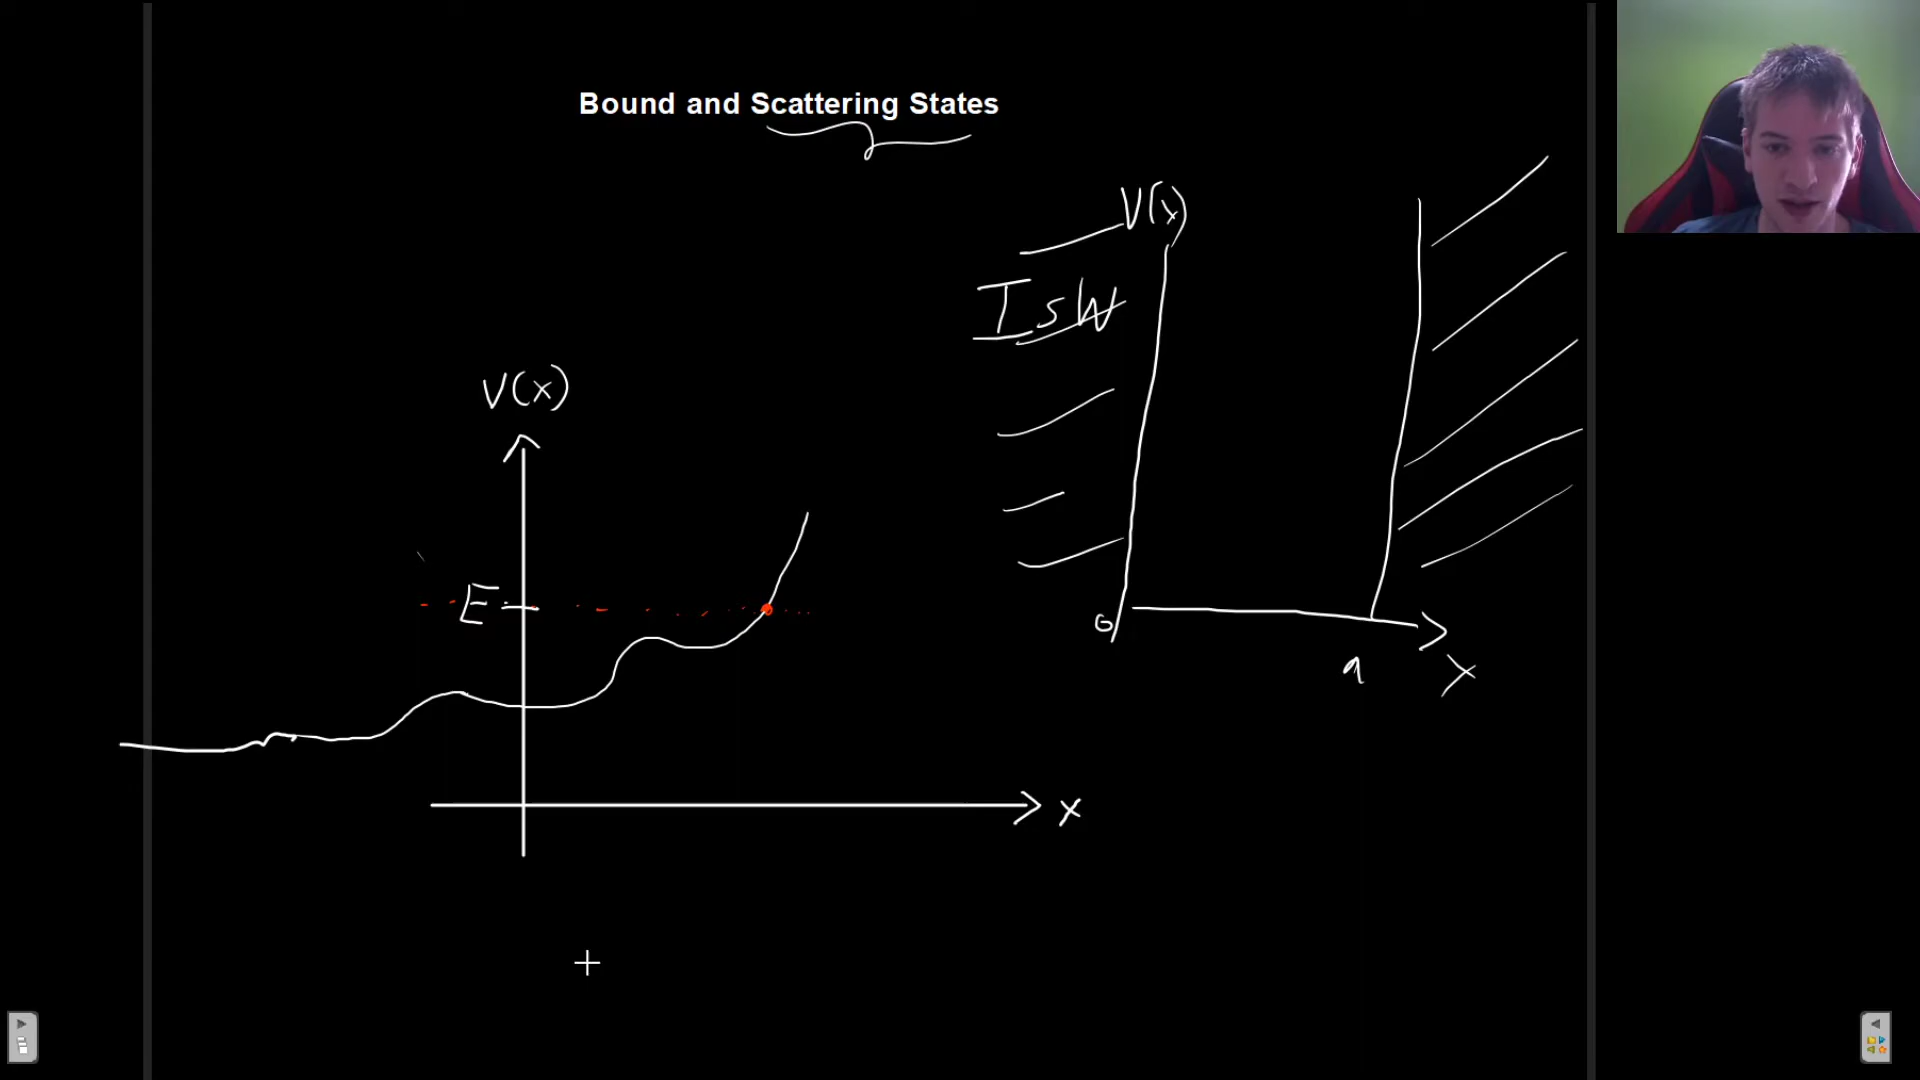 Bound and Scattering States
V(x)
ISW
V(x)
E
0
a
x
x